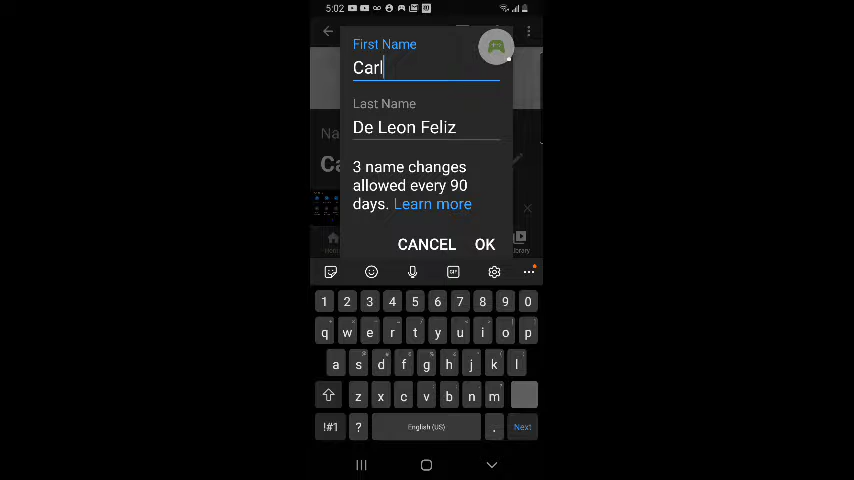 5:02
First Name
Carl
Last Name
De Leon Feliz
3 name changes
allowed every 90
days. Learn more
CANCEL OK
GIF
1 2 3 4 5 6 7 8 9 0
q w e r t y u i o p
a s d f g h j k l
z x c v b n m
!#1 ? English (US) . Next